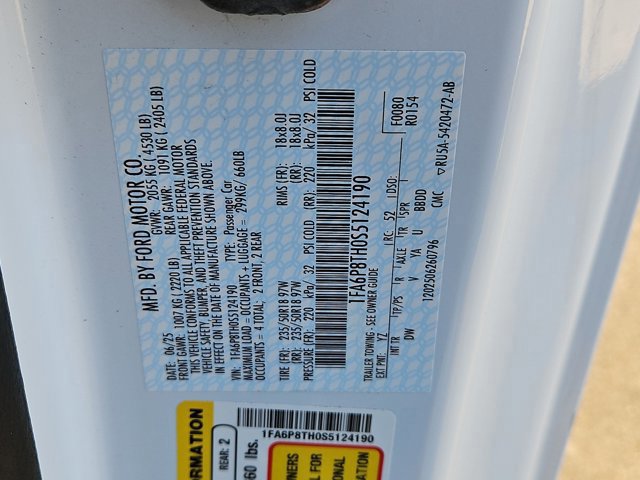 MFD. BY FORD MOTOR CO.
DATE: 06/25 GVWR: 2055 KG ( 4530 LB)
FRONT GAWR: 1007 KG (2220 LB) REAR GAWR: 1091 KG ( 2405 LB)
THIS VEHICLE CONFORMS TO ALL APPLICABLE FEDERAL MOTOR
VEHICLE SAFETY, BUMPER, AND THEFT PREVENTION STANDARDS
IN EFFECT ON THE DATE OF MANUFACTURE SHOWN ABOVE.
VIN: 1FA6P8TH0S5124190 TYPE: Passenger Car
MAXIMUM LOAD = OCCUPANTS + LUGGAGE = 299KG/ 660LB
OCCUPANTS = 4 TOTAL: 2 FRONT; 2 REAR
TIRE (FR): 235/50R18 97W RIMS (FR): 18x8.0J
TIRE (RR): 235/50R18 97W (RR): 18x8.0J
PRESSURE (FR): 220 kPa/ 32 PSI COLD (RR): 220 kPa/ 32 PSI COLD
1FA6P8TH0S5124190
TRAILER TOWING - SEE OWNER GUIDE
F0080
R0154
EXT PNT: YZ RC: 52 DSO:
INT TR TP/PS R AXLE TR SPR
DW V YA U BBDD
1202506260796 CMC
▽RU5A-5420472-AB
1FA6P8TH0S5124190
REAR: 2